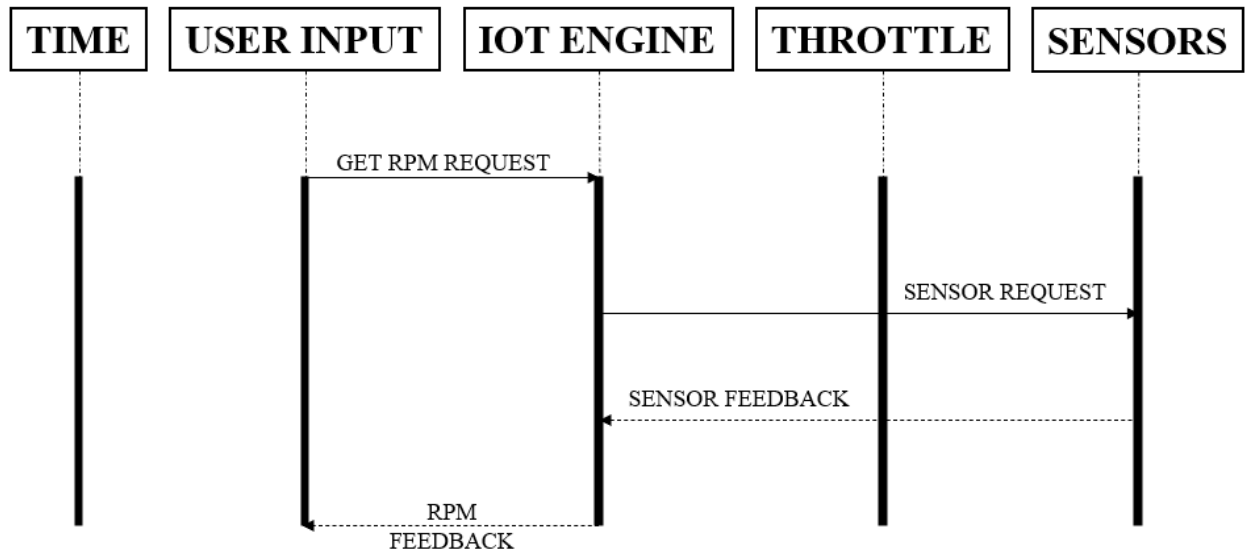 TIME
USER INPUT
IOT ENGINE
THROTTLE
SENSORS
GET RPM REQUEST
SENSOR REQUEST
SENSOR FEEDBACK
RPM
FEEDBACK